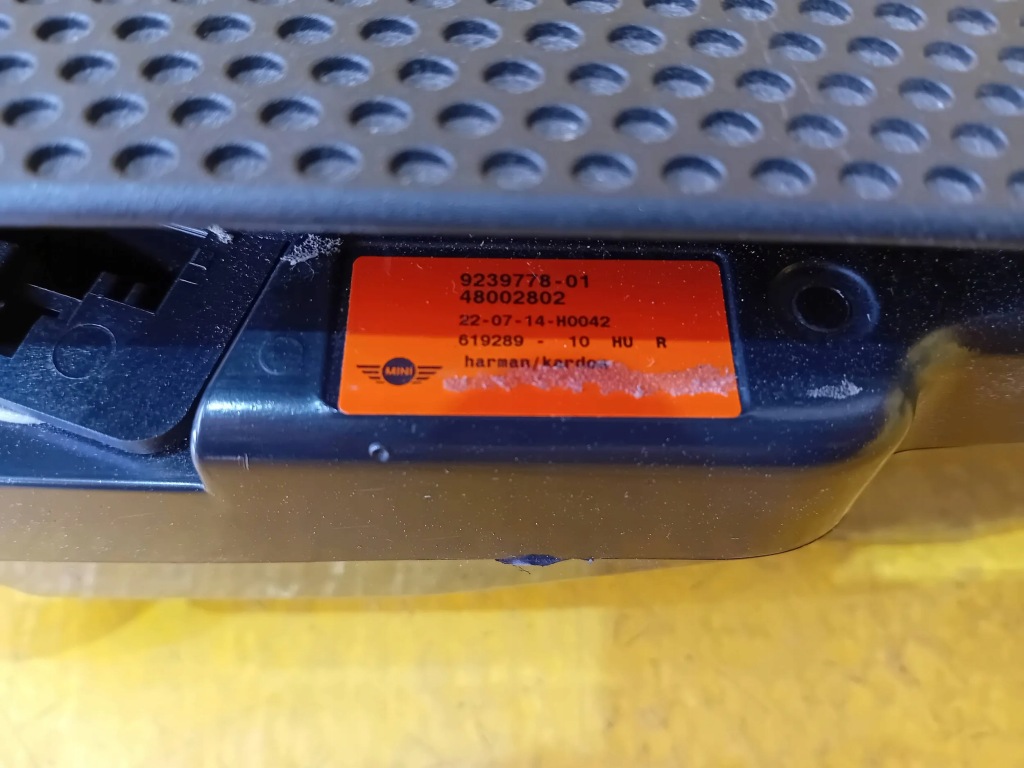 9239778-01
48002802
22-07-14-H0042
619289 - 10 HU R
harman/kardon
MINI